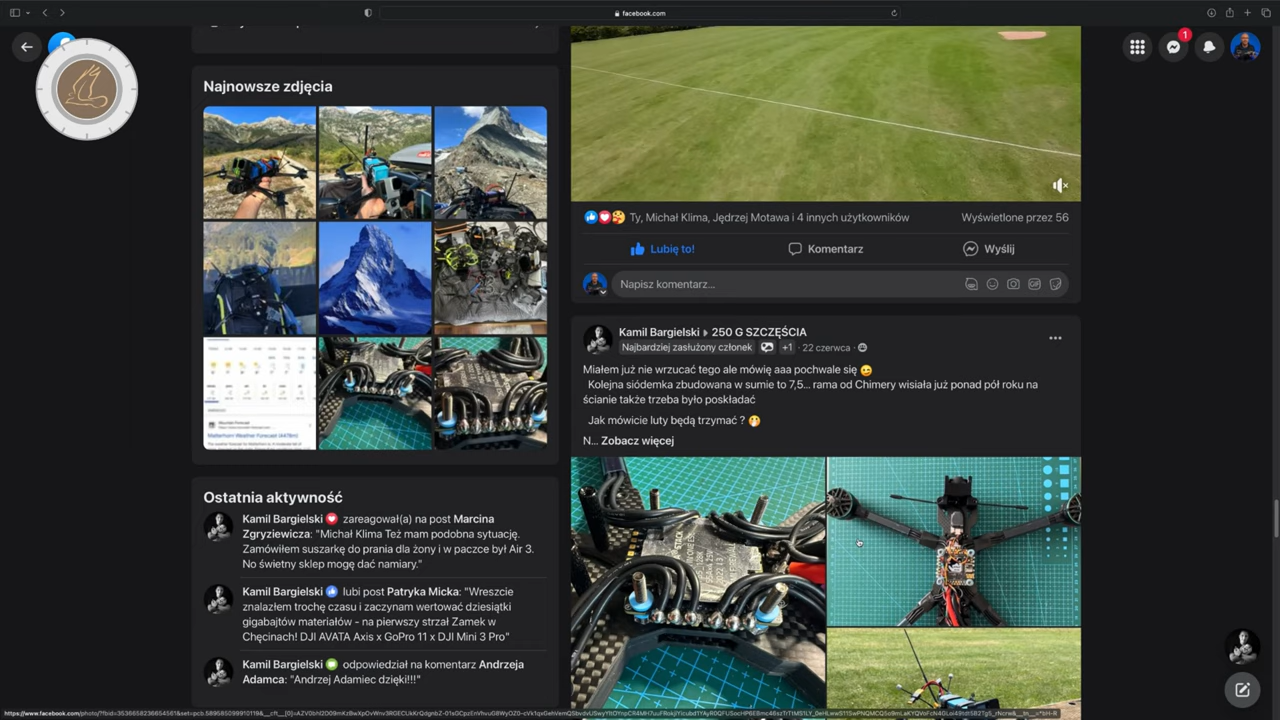 facebook.com
1
Najnowsze zdjęcia
Ostatnia aktywność
Kamil Bargielski zareagował(a) na post Marcina
Zgryziewicza: "Michał Klima Też mam podobna sytuację.
Zamówiłem suszarkę do prania dla żony i w paczce był Air 3.
No świetny sklep mogę dać namiary."
Kamil Bargielski lubi post Patryka Micka: "Wreszcie
znalazłem trochę czasu i zaczynam wertować dziesiątki
gigabajtów materiałów - na pierwszy strzał Zamek w
Chęcinach! DJI AVATA Axis x GoPro 11 x DJI Mini 3 Pro"
Kamil Bargielski odpowiedział na komentarz Andrzeja
Adamca: "Andrzej Adamiec dzięki!!!"
Ty, Michał Klima, Jędrzej Motawa i 4 innych użytkowników
Wyświetlone przez 56
Lubię to!
Komentarz
Wyślij
Napisz komentarz...
Kamil Bargielski ▸ 250 G SZCZĘŚCIA
Najbardziej zasłużony członek +1 · 22 czerwca ·
Miałem już nie wrzucać tego ale mówię aaa pochwale się
Kolejna siódemka zbudowana w sumie to 7,5... rama od Chimery wisiała już ponad pół roku na
ścianie także trzeba było poskładać
Jak mówicie luty będą trzymać ?
N... Zobacz więcej